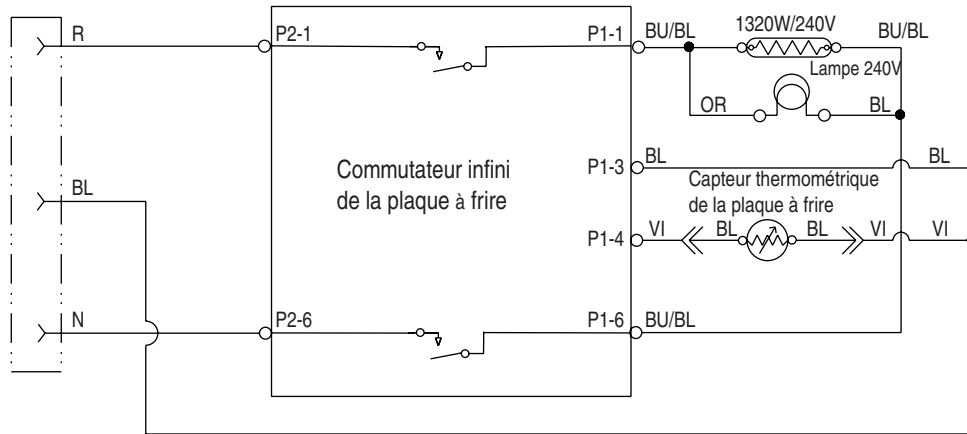 R
P2-1
P1-1
BU/BL
1320W/240V
BU/BL
Lampe 240V
OR
BL
BL
Commutateur infini
de la plaque à frire
P1-3
BL
BL
Capteur thermométrique
de la plaque à frire
P1-4
VI
BL
BL
VI
VI
N
P2-6
P1-6
BU/BL